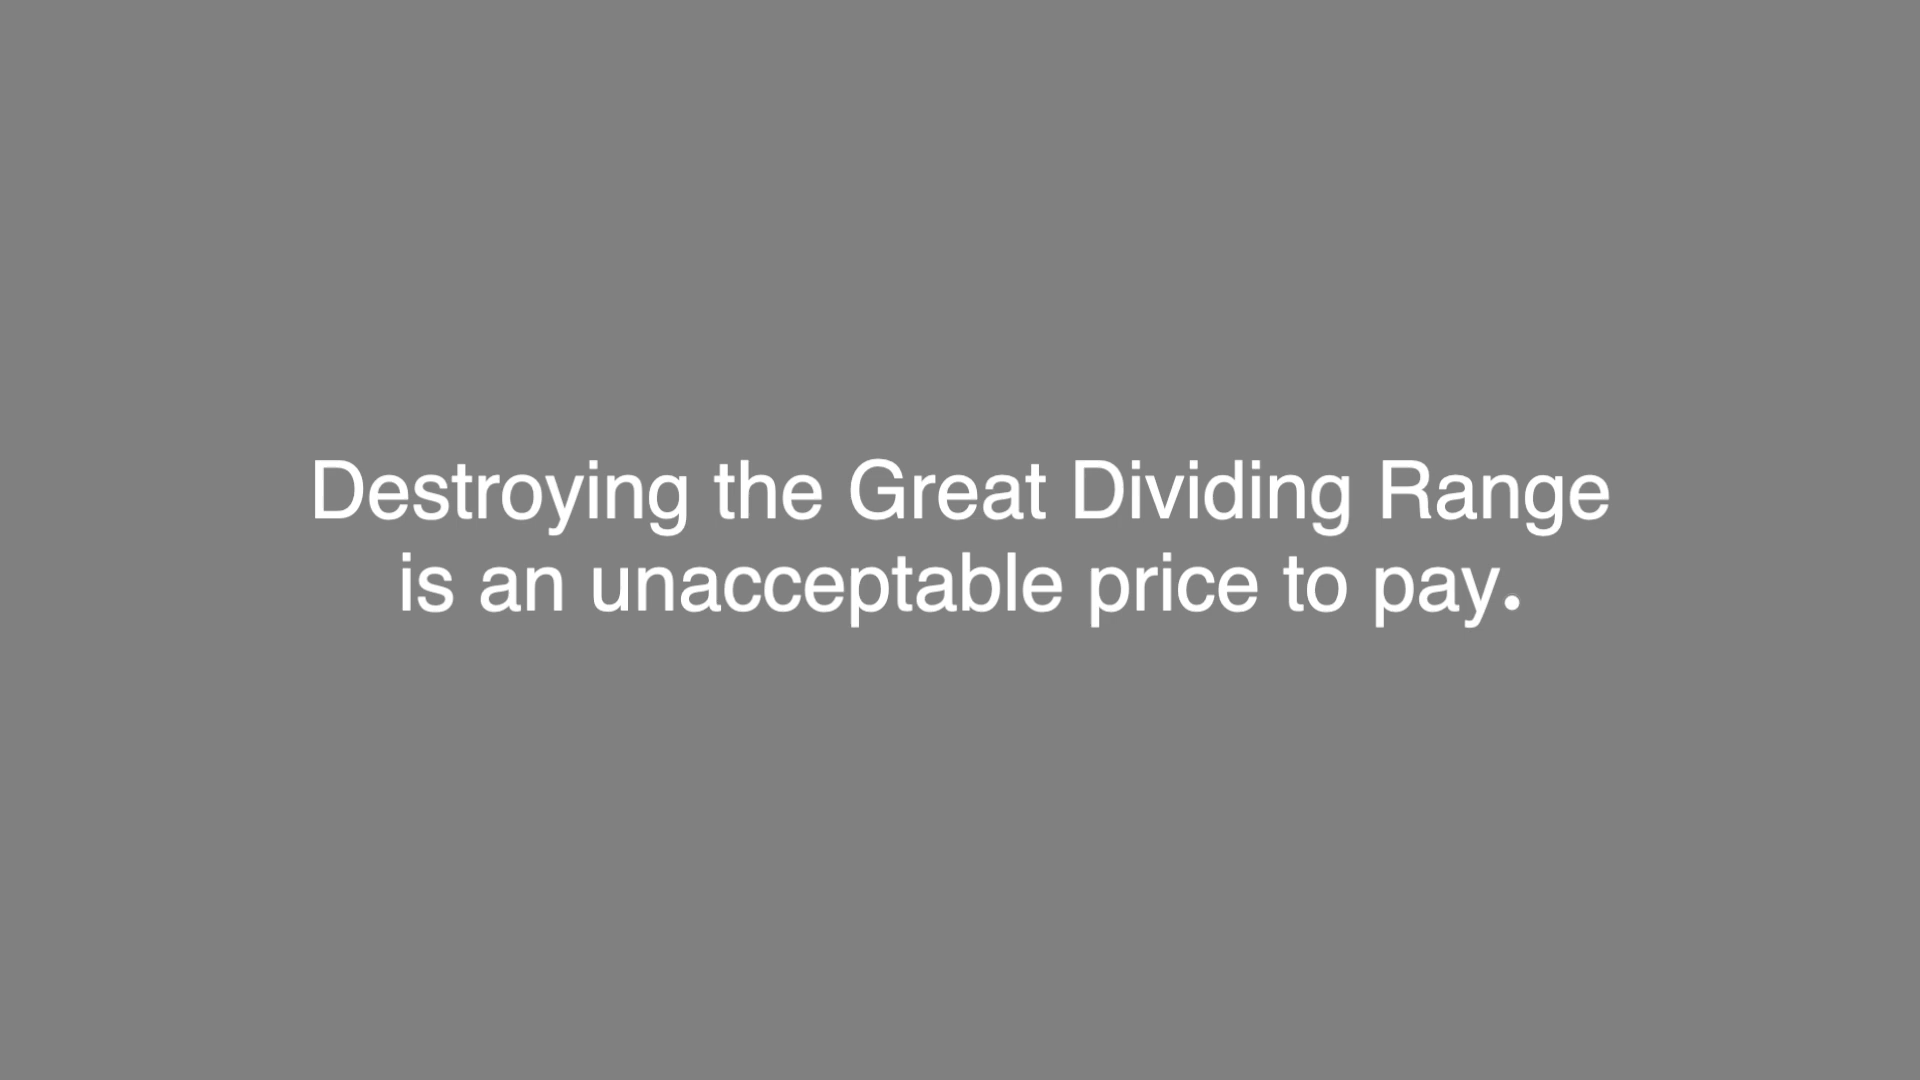 Destroying the Great Dividing Range
is an unacceptable price to pay.